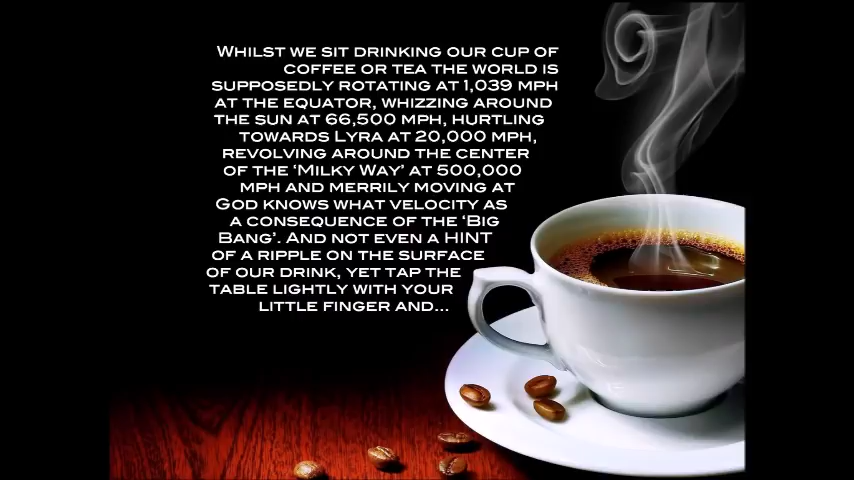 Whilst we sit drinking our cup of
coffee or tea the world is
supposedly rotating at 1,039 mph
at the equator, whizzing around
the sun at 66,500 mph, hurtling
towards Lyra at 20,000 mph,
revolving around the center
of the ‘Milky Way’ at 500,000
mph and merrily moving at
God knows what velocity as
a consequence of the ‘Big
Bang’. And not even a HINT
of a ripple on the surface
of our drink, yet tap the
table lightly with your
little finger and...